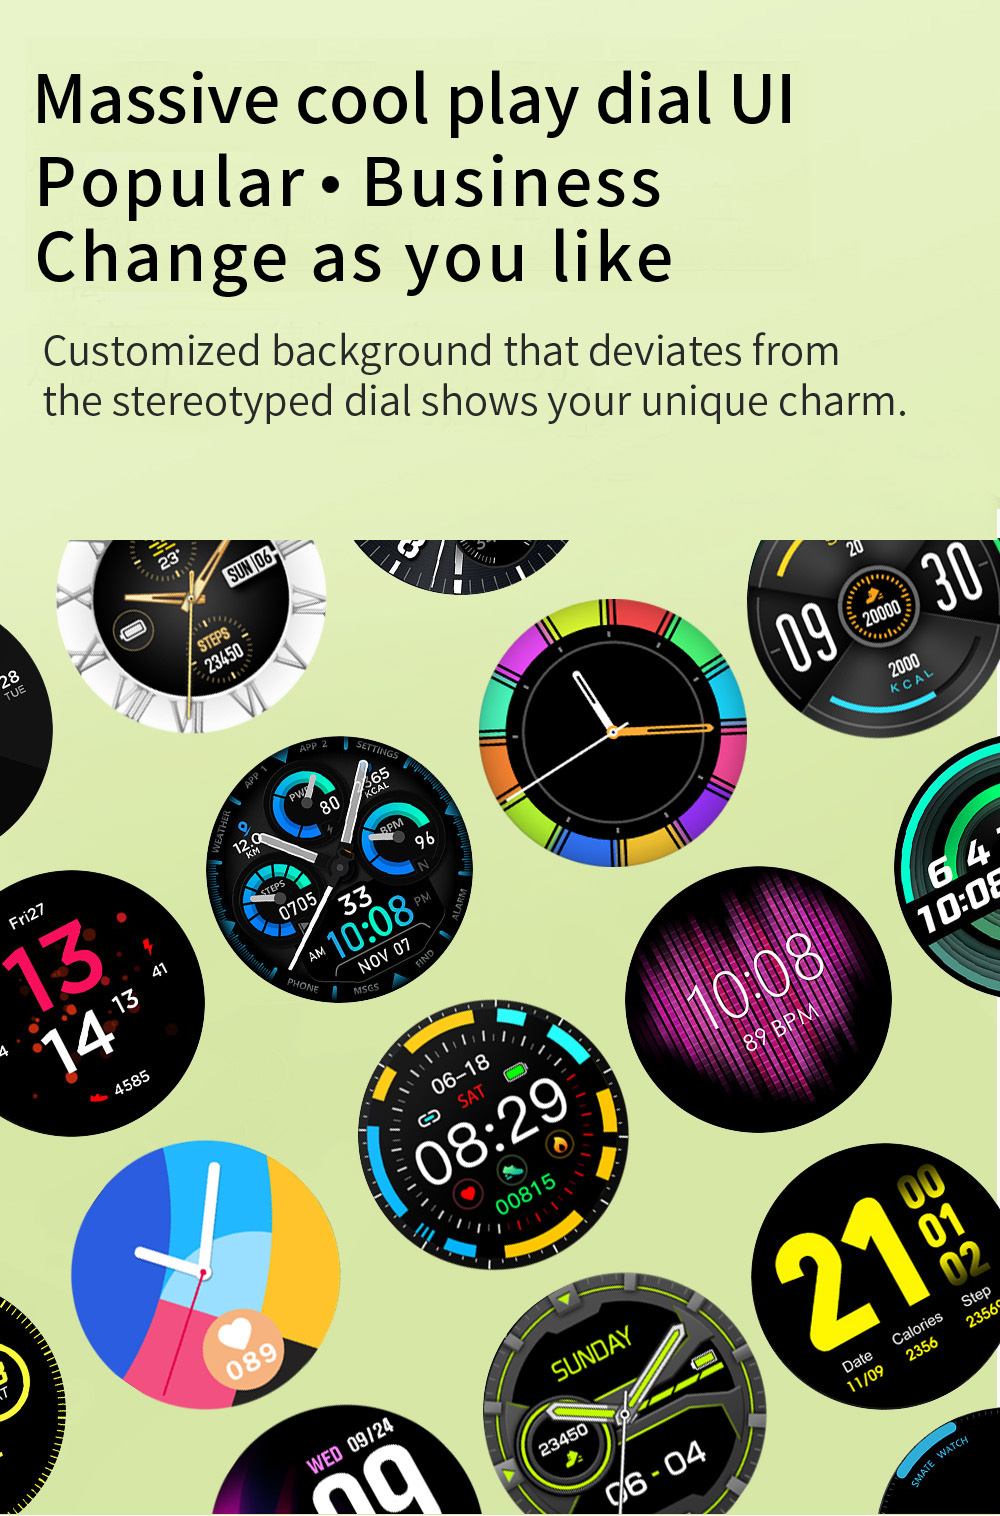 Massive cool play dial UI
Popular • Business
Change as you like
Customized background that deviates from
the stereotyped dial shows your unique charm.
23°
SUN 06
STEPS
23450
20
09
30
20000
2000
KCAL
28
TUE
APP 1
APP 2
SETTINGS
WEATHER
PWR
80
365
KCAL
12.0
KM
BPM
96
STEPS
0705
33
AM
10:08
PM
NOV 07
ALARM
FIND
MSGS
PHONE
6 4
10:08
Fri27
13
41
13
14
4
4585
10:08
89 BPM
06-18
SAT
08:29
00815
089
21
00
01
02
Date
11/09
Calories
2356
Step
2356
SUNDAY
23450
06-04
WED 09/24
09
SMATE WATCH